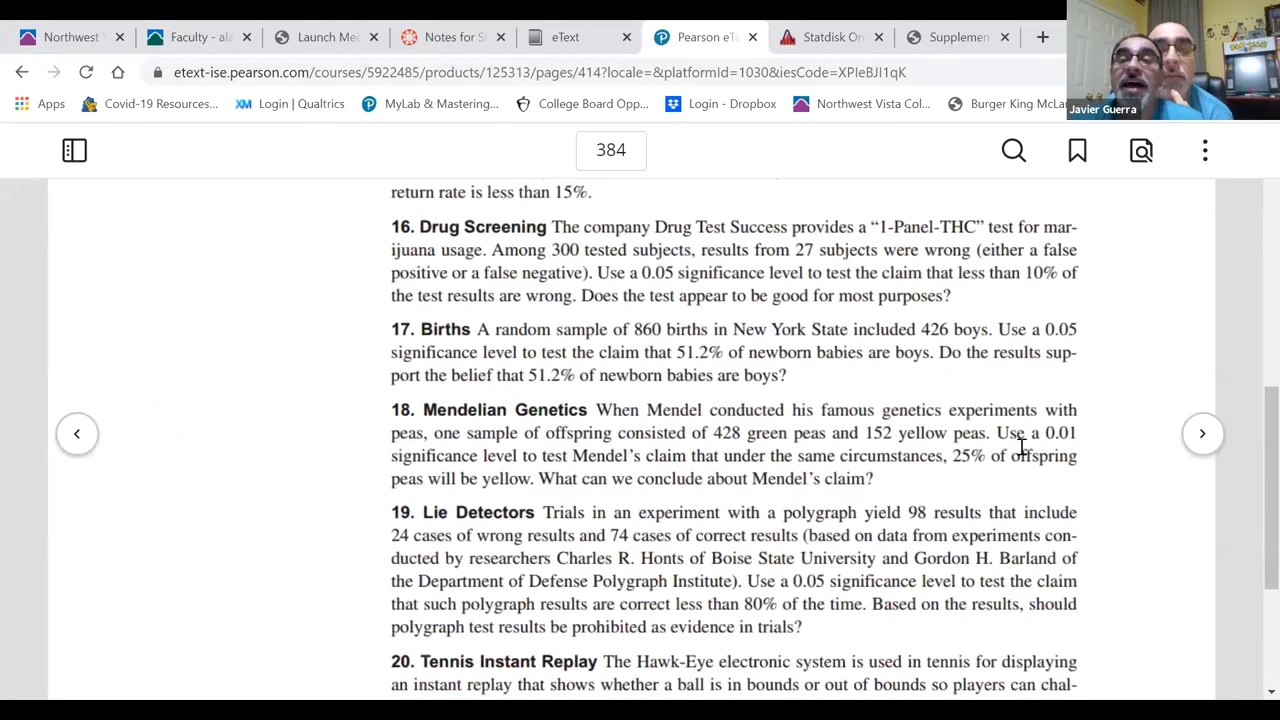 Northwest V
Faculty - ala
Launch Mee
Notes for S
eText
Pearson eTe
Statdisk On
Supplemen
etext-ise.pearson.com/courses/5922485/products/125313/pages/414?locale=&platformId=1030&iesCode=XPIeBJI1qK
Apps
Covid-19 Resources...
XM Login | Qualtrics
MyLab & Mastering...
College Board Opp...
Login - Dropbox
Northwest Vista Col...
Burger King McLa
Javier Guerra
384
return rate is less than 15%.
16. Drug Screening The company Drug Test Success provides a “1-Panel-THC” test for mar-
ijuana usage. Among 300 tested subjects, results from 27 subjects were wrong (either a false
positive or a false negative). Use a 0.05 significance level to test the claim that less than 10% of
the test results are wrong. Does the test appear to be good for most purposes?
17. Births A random sample of 860 births in New York State included 426 boys. Use a 0.05
significance level to test the claim that 51.2% of newborn babies are boys. Do the results sup-
port the belief that 51.2% of newborn babies are boys?
18. Mendelian Genetics When Mendel conducted his famous genetics experiments with
peas, one sample of offspring consisted of 428 green peas and 152 yellow peas. Use a 0.01
significance level to test Mendel’s claim that under the same circumstances, 25% of offspring
peas will be yellow. What can we conclude about Mendel’s claim?
19. Lie Detectors Trials in an experiment with a polygraph yield 98 results that include
24 cases of wrong results and 74 cases of correct results (based on data from experiments con-
ducted by researchers Charles R. Honts of Boise State University and Gordon H. Barland of
the Department of Defense Polygraph Institute). Use a 0.05 significance level to test the claim
that such polygraph results are correct less than 80% of the time. Based on the results, should
polygraph test results be prohibited as evidence in trials?
20. Tennis Instant Replay The Hawk-Eye electronic system is used in tennis for displaying
an instant replay that shows whether a ball is in bounds or out of bounds so players can chal-